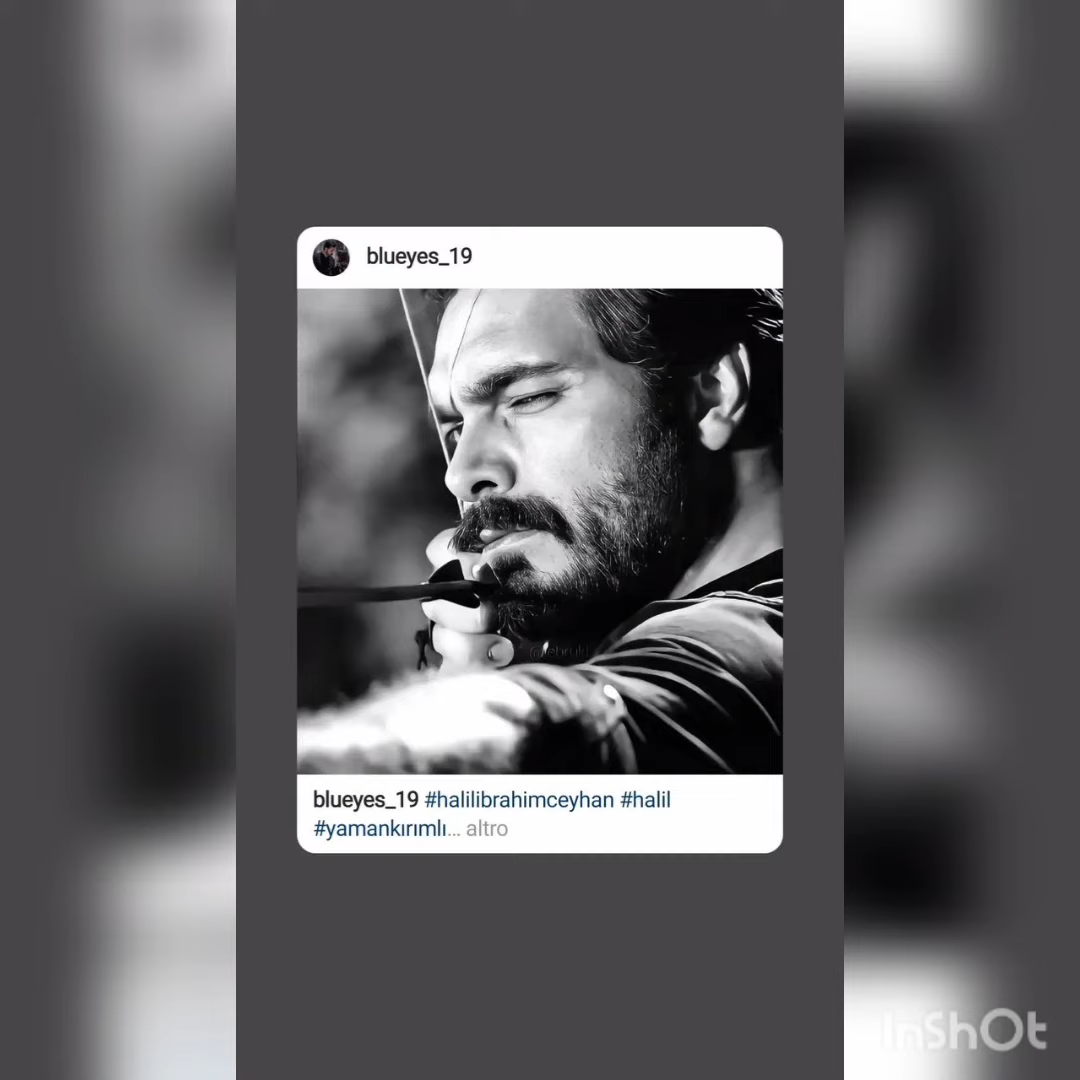 blueyes_19
blueyes_19 #halilibrahimceyhan #halil
#yamankırımlı... altro
InShOt